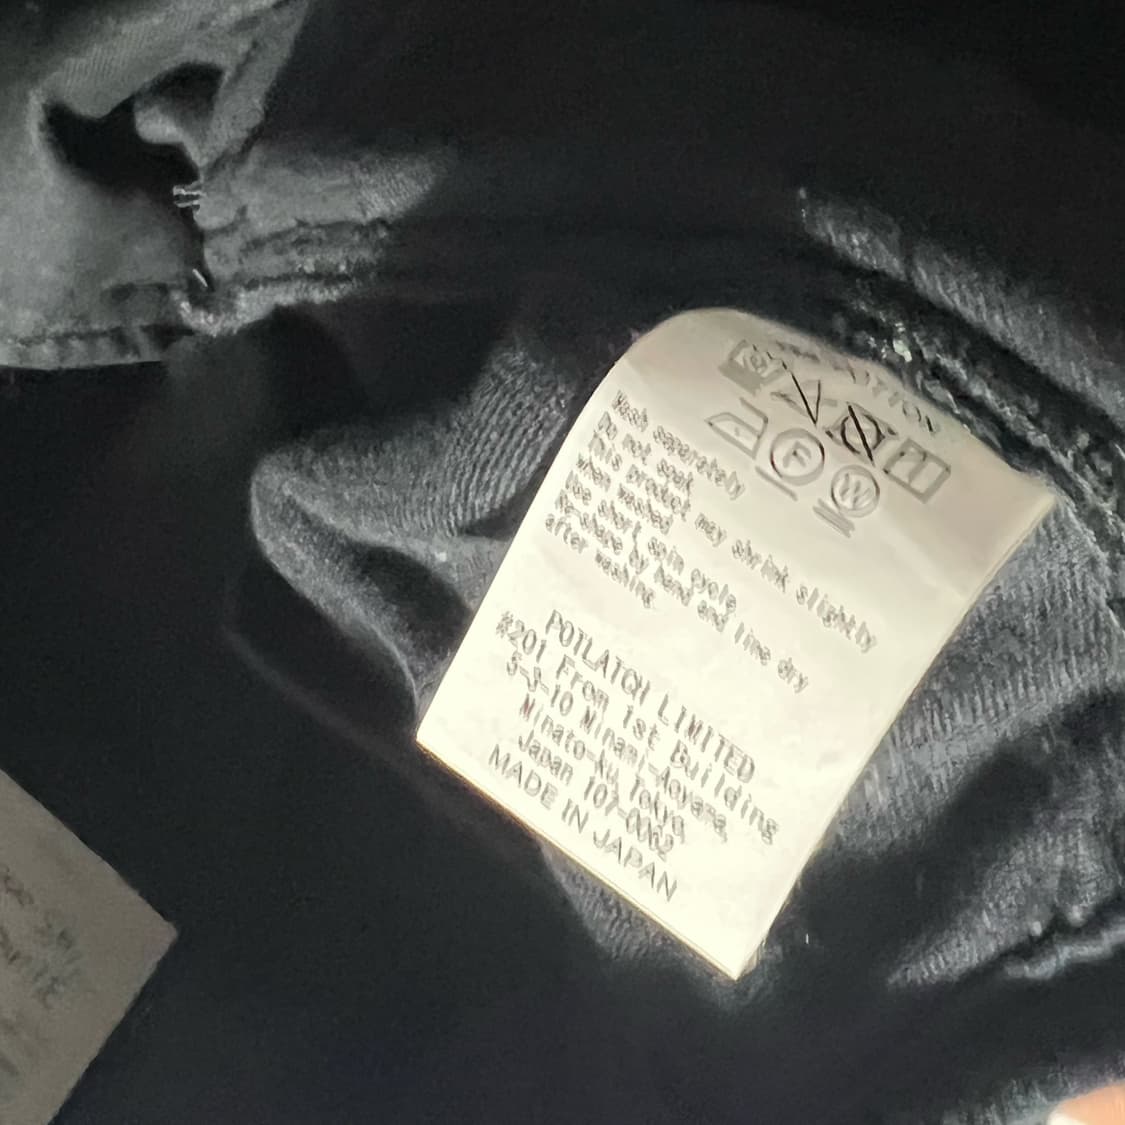 COTTON
F
W
Wash separately
Do not soak
This product may shrink slightly
when washed
Use short spin cycle
Re-shape by hand and line dry
after washing.
POTLATCH LIMITED
#201 From 1st Building
5-3-10 Minami-Aoyama,
Minato-ku Tokyo,
Japan 107-0062
MADE IN JAPAN